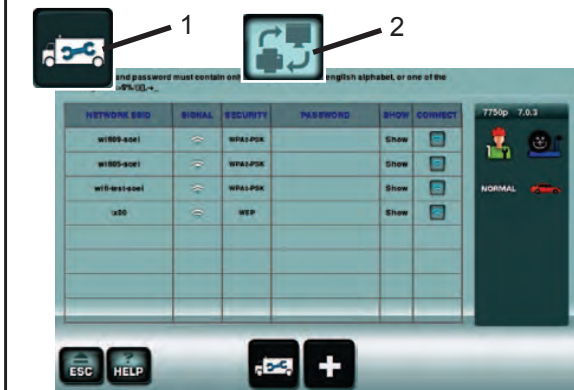 1
2
and password must contain only
english alphabet, or one of the
NETWORK SSID SIGNAL SECURITY PASSWORD SHOW CONNECT
7750p 7.0.3
wifi09-soei WPA2-PSK Show
wifi05-soei WPA2-PSK Show
wifi-test-soei WPA2-PSK Show
NORMAL
WEP Show
ESC
?
HELP